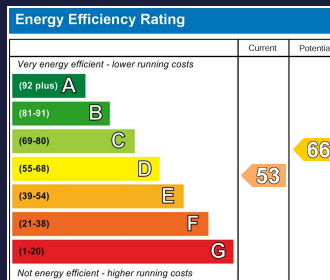 Energy Efficiency Rating
Current Potentia
Very energy efficient - lower running costs
(92 plus) A
(81-91) B
(69-80) C
66
(55-68) D
53
(39-54) E
(21-38) F
(1-20) G
Not energy efficient - higher running costs